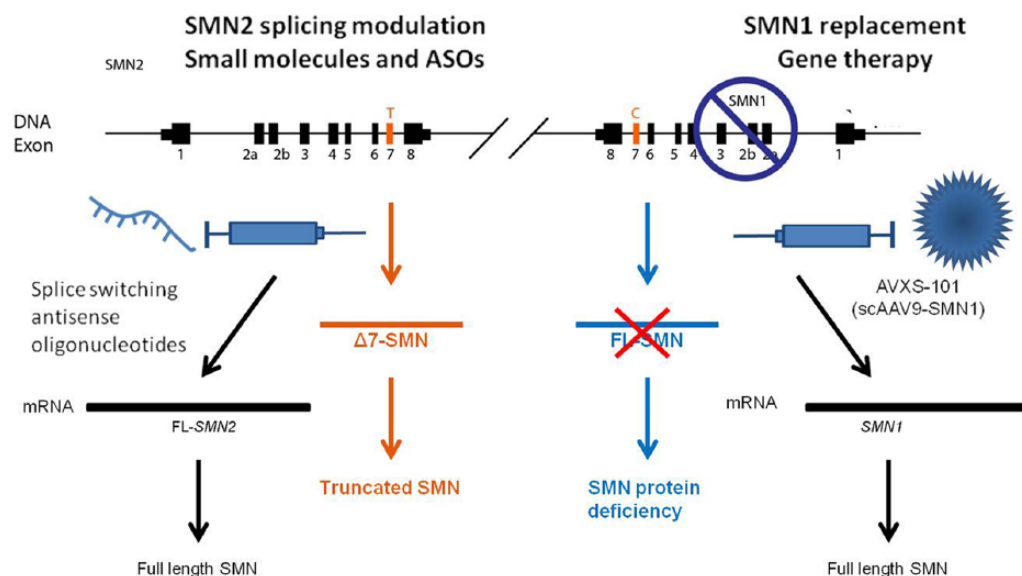 SMN2 splicing modulation
Small molecules and ASOs
SMN1 replacement
Gene therapy
SMN2
SMN1
DNA
Exon
T
C
1 2a 2b 3 4 5 6 7 8
8 7 6 5 4 3 2b 2a 1
Splice switching
antisense
oligonucleotides
Δ7-SMN
FL-SMN
AVXS-101
(scAAV9-SMN1)
mRNA
FL-SMN2
mRNA
SMN1
Truncated SMN
SMN protein
deficiency
Full length SMN
Full length SMN